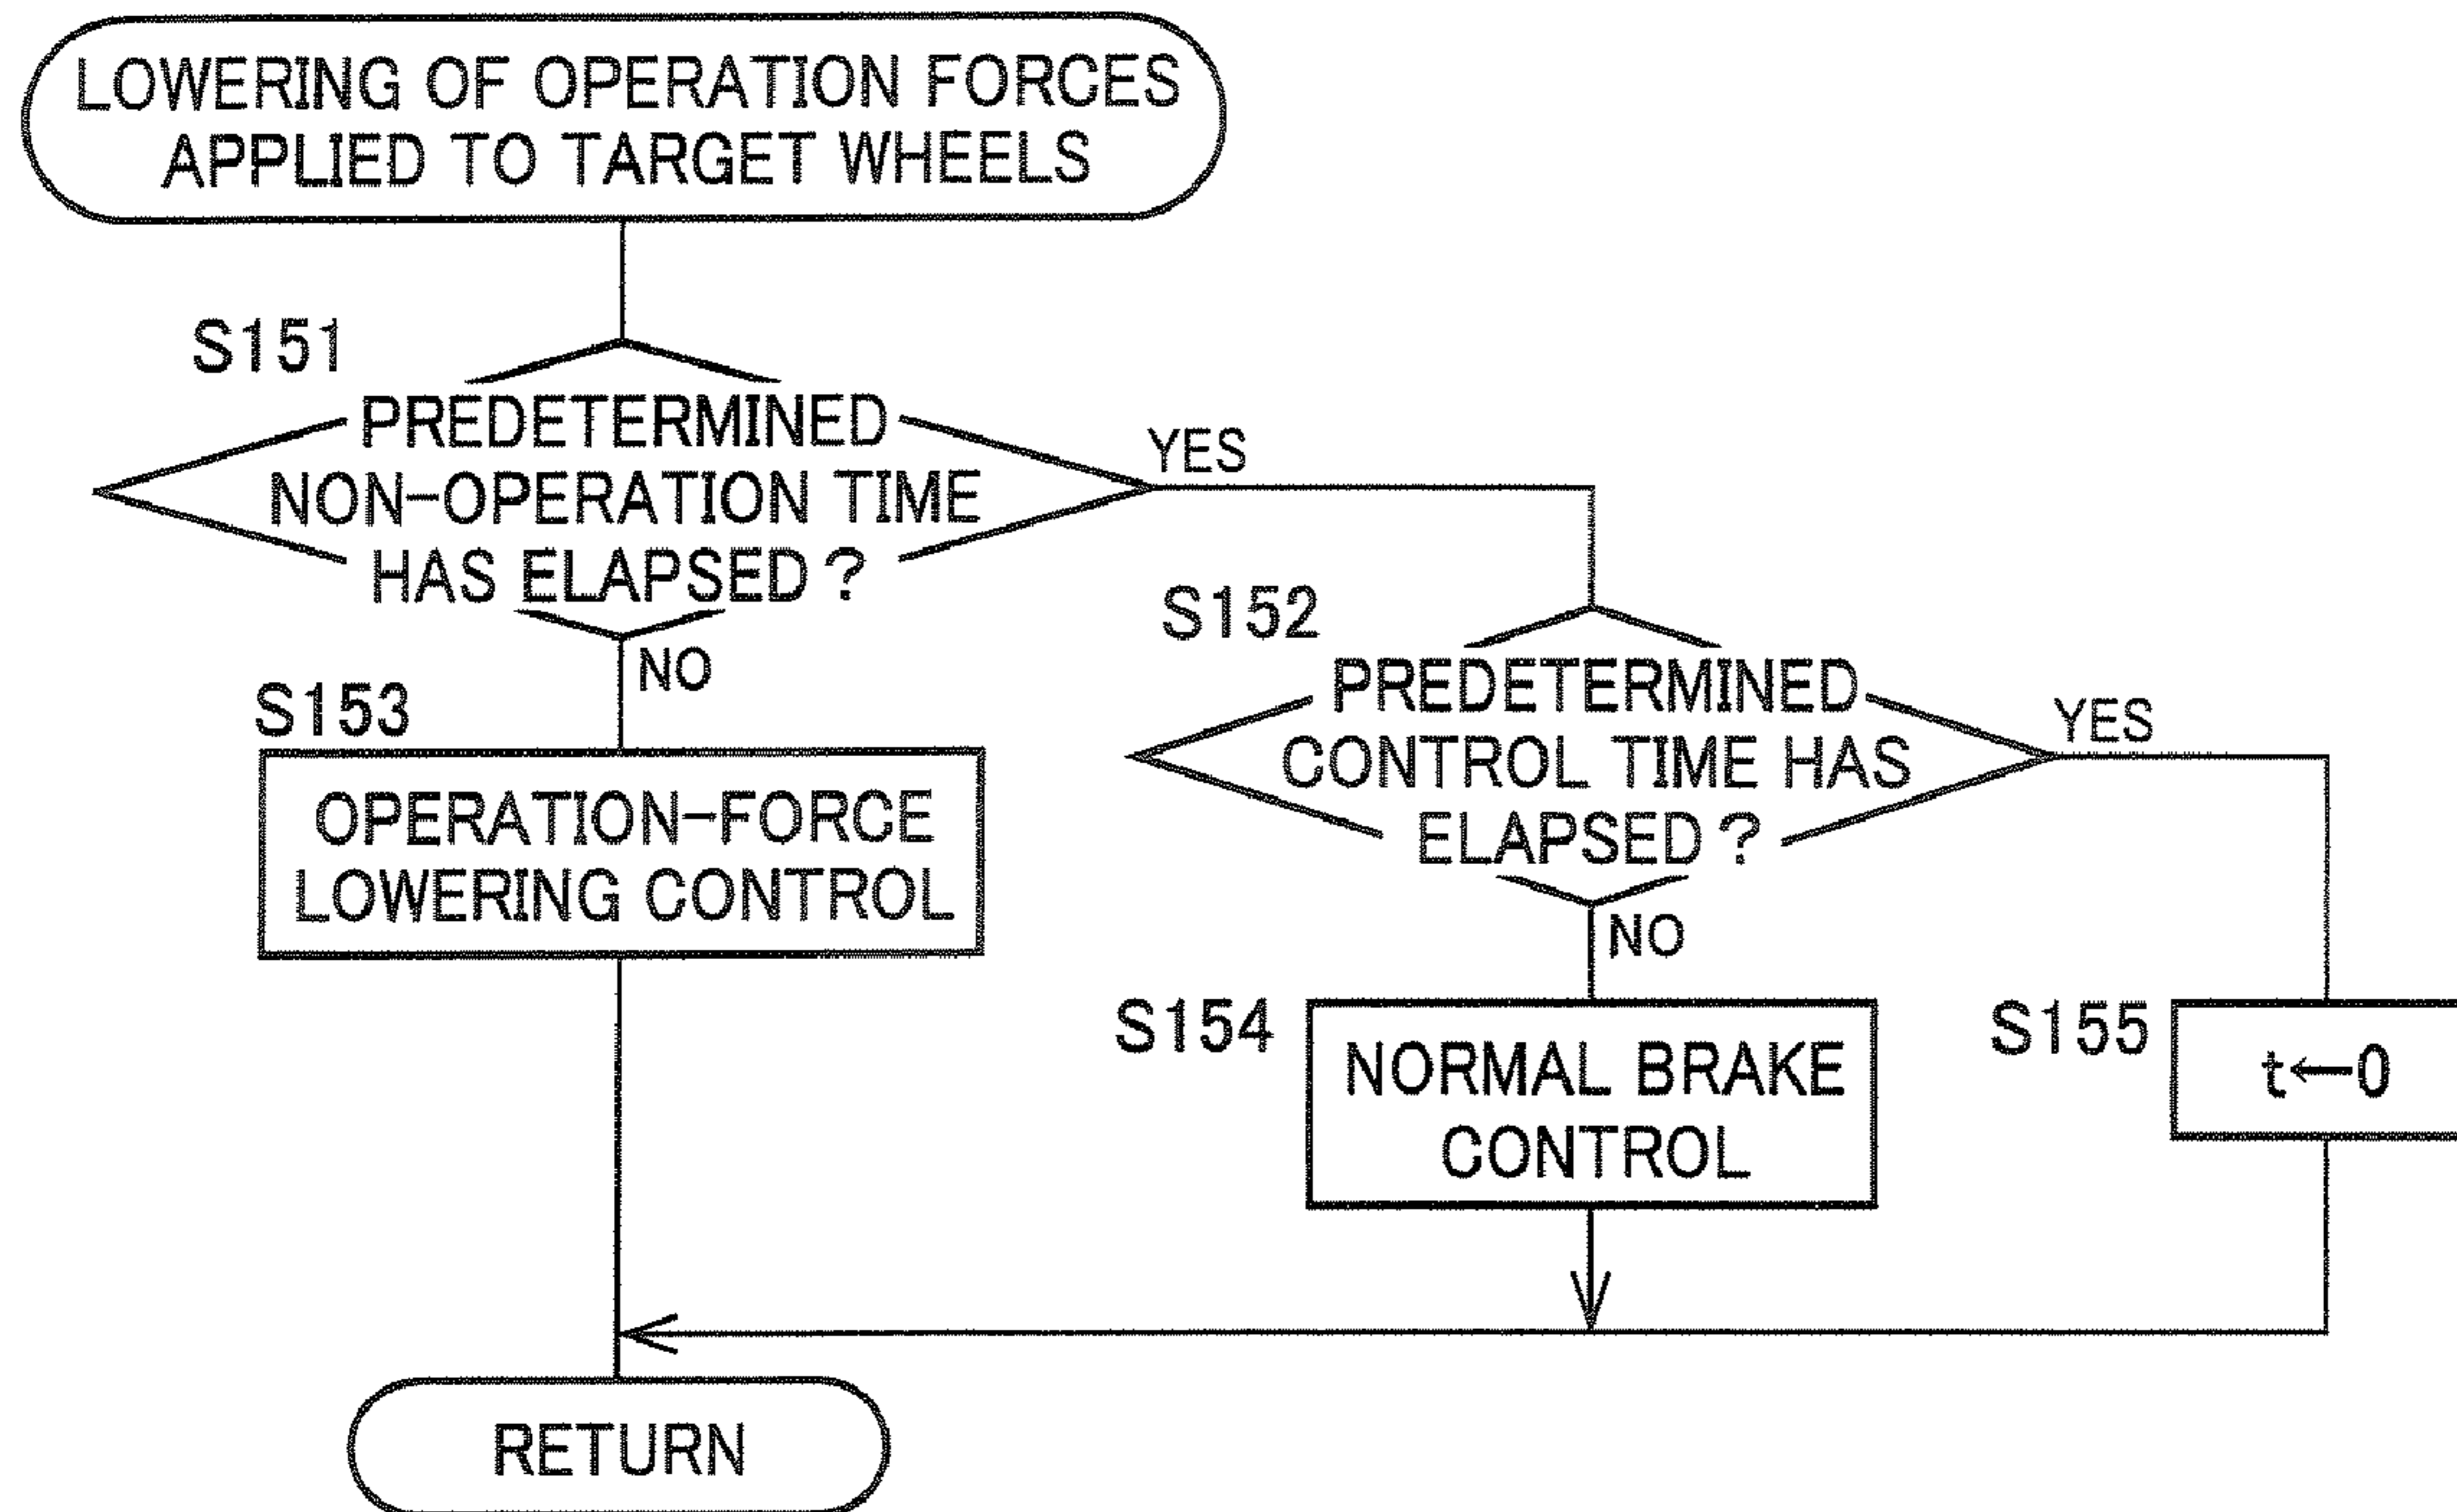 LOWERING OF OPERATION FORCES
APPLIED TO TARGET WHEELS
S151
PREDETERMINED
NON-OPERATION TIME
HAS ELAPSED?
YES
NO
S152
PREDETERMINED
CONTROL TIME HAS
ELAPSED?
YES
NO
S153
OPERATION-FORCE
LOWERING CONTROL
S154
NORMAL BRAKE
CONTROL
S155
t←0
RETURN